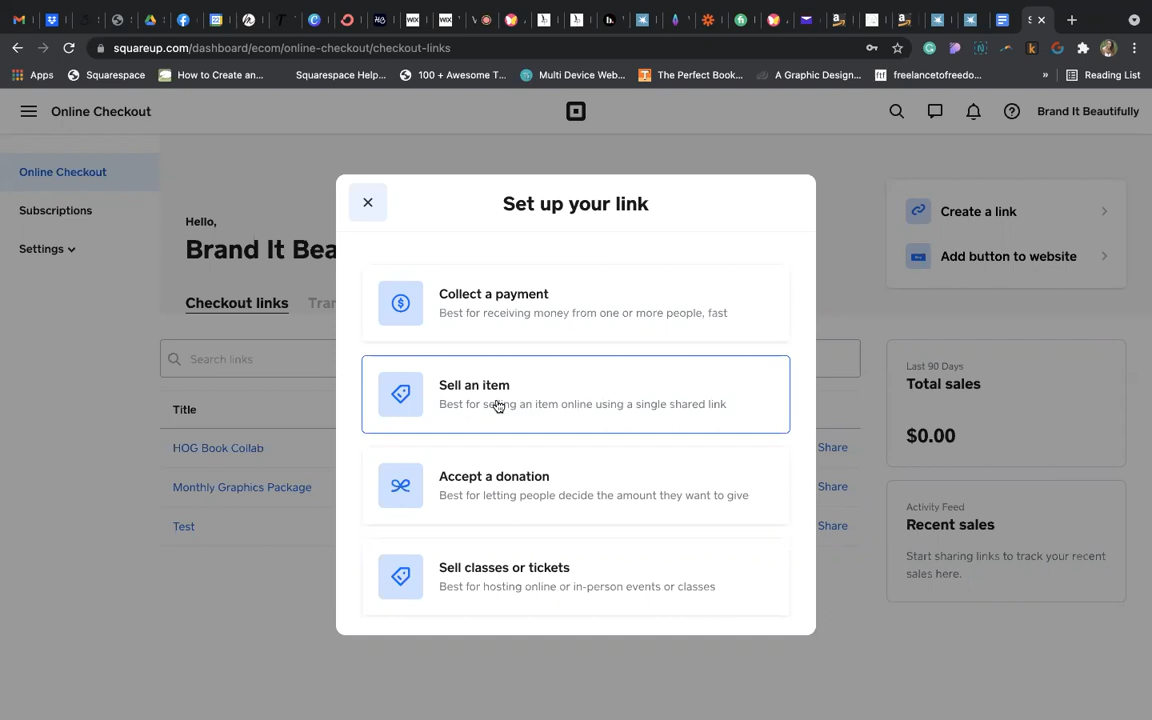 squareup.com/dashboard/ecom/online-checkout/checkout-links
Apps
Squarespace
How to Create an...
Squarespace Help...
100 + Awesome T...
Multi Device Web...
The Perfect Book...
A Graphic Design...
freelancetofreedo...
»
Reading List
Online Checkout
Brand It Beautifully
Online Checkout
Subscriptions
Settings
Hello,
Brand It Bea
Checkout links
Tran
Search links
Title
HOG Book Collab
Share
Monthly Graphics Package
Share
Test
Share
Set up your link
Collect a payment
Best for receiving money from one or more people, fast
Sell an item
Best for selling an item online using a single shared link
Accept a donation
Best for letting people decide the amount they want to give
Sell classes or tickets
Best for hosting online or in-person events or classes
Create a link
Add button to website
Last 90 Days
Total sales
$0.00
Activity Feed
Recent sales
Start sharing links to track your recent
sales here.